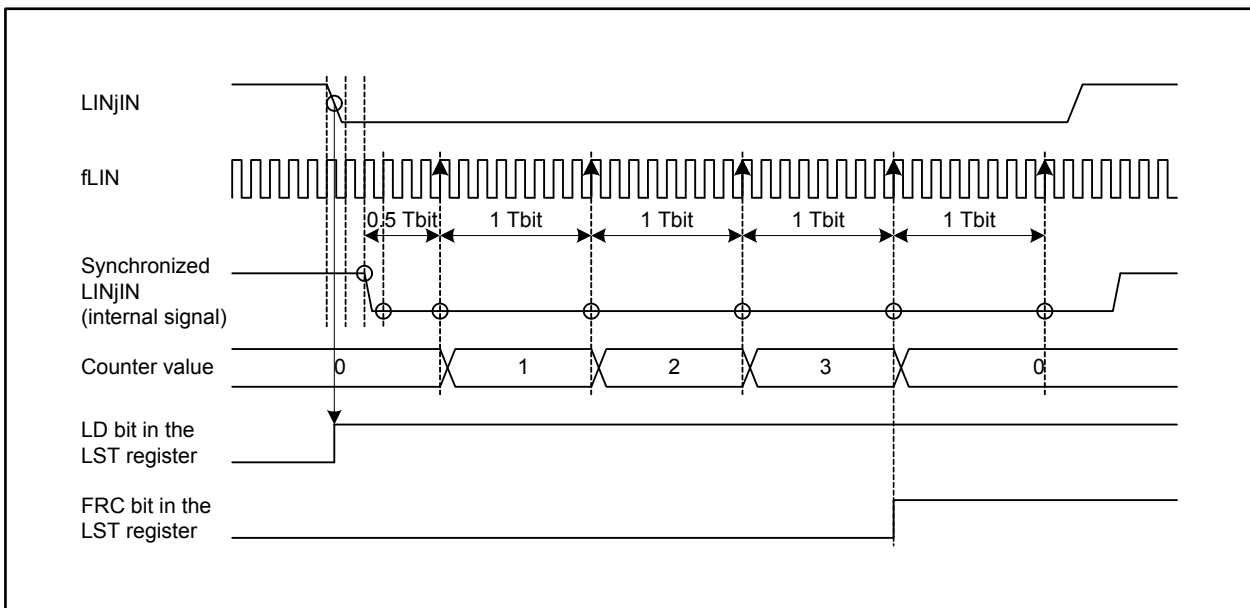 LINjIN
fLIN
0.5 Tbit 1 Tbit 1 Tbit 1 Tbit 1 Tbit
Synchronized
LINjIN
(internal signal)
Counter value 0 1 2 3 0
LD bit in the
LST register
FRC bit in the
LST register